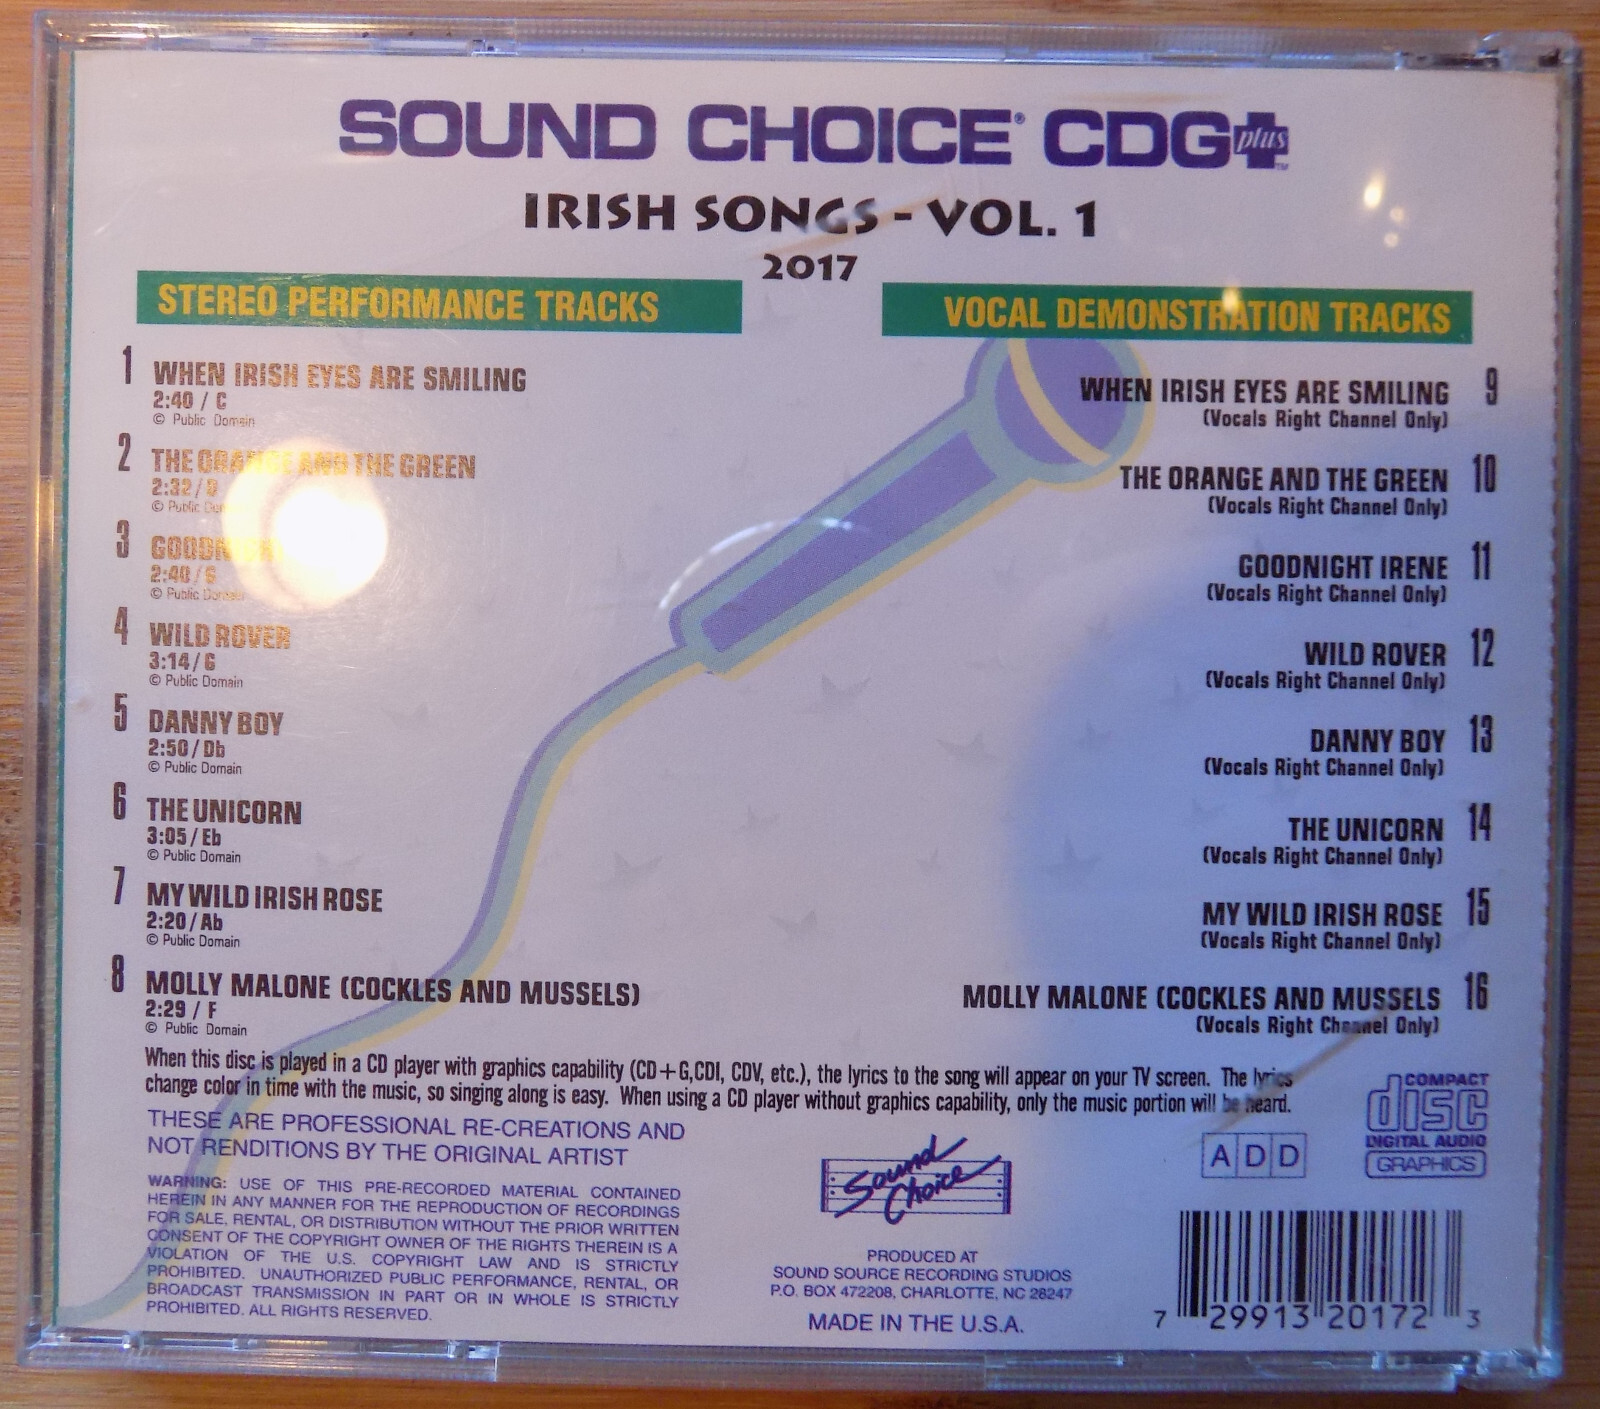 SOUND CHOICE® CDG plus™
IRISH SONGS - VOL. 1
2017
STEREO PERFORMANCE TRACKS
1 WHEN IRISH EYES ARE SMILING
2:40 / C
© Public Domain
2 THE ORANGE AND THE GREEN
2:32 /
© Public
3 GOODNIGHT
2:40 / G
© Public Domain
4 WILD ROVER
3:14 / G
© Public Domain
5 DANNY BOY
2:50 / Db
© Public Domain
6 THE UNICORN
3:05 / Eb
© Public Domain
7 MY WILD IRISH ROSE
2:20 / Ab
© Public Domain
8 MOLLY MALONE (COCKLES AND MUSSELS)
2:29 / F
© Public Domain
VOCAL DEMONSTRATION TRACKS
WHEN IRISH EYES ARE SMILING 9
(Vocals Right Channel Only)
THE ORANGE AND THE GREEN 10
(Vocals Right Channel Only)
GOODNIGHT IRENE 11
(Vocals Right Channel Only)
WILD ROVER 12
(Vocals Right Channel Only)
DANNY BOY 13
(Vocals Right Channel Only)
THE UNICORN 14
(Vocals Right Channel Only)
MY WILD IRISH ROSE 15
(Vocals Right Channel Only)
MOLLY MALONE (COCKLES AND MUSSELS 16
(Vocals Right Channel Only)
When this disc is played in a CD player with graphics capability (CD+G,CDI, CDV, etc.), the lyrics to the song will appear on your TV screen. The lyrics
change color in time with the music, so singing along is easy. When using a CD player without graphics capability, only the music portion will be heard.
THESE ARE PROFESSIONAL RE-CREATIONS AND
NOT RENDITIONS BY THE ORIGINAL ARTIST
WARNING: USE OF THIS PRE-RECORDED MATERIAL CONTAINED
HEREIN IN ANY MANNER FOR THE REPRODUCTION OF RECORDINGS
FOR SALE, RENTAL, OR DISTRIBUTION WITHOUT THE PRIOR WRITTEN
CONSENT OF THE COPYRIGHT OWNER OF THE RIGHTS THEREIN IS A
VIOLATION OF THE U.S. COPYRIGHT LAW AND IS STRICTLY
PROHIBITED. UNAUTHORIZED PUBLIC PERFORMANCE, RENTAL, OR
BROADCAST TRANSMISSION IN PART OR IN WHOLE IS STRICTLY
PROHIBITED. ALL RIGHTS RESERVED.
Sound
Choice
PRODUCED AT
SOUND SOURCE RECORDING STUDIOS
P.O. BOX 472208, CHARLOTTE, NC 28247
MADE IN THE U.S.A.
COMPACT
disc
DIGITAL AUDIO
GRAPHICS
ADD
7 29913 20172 3